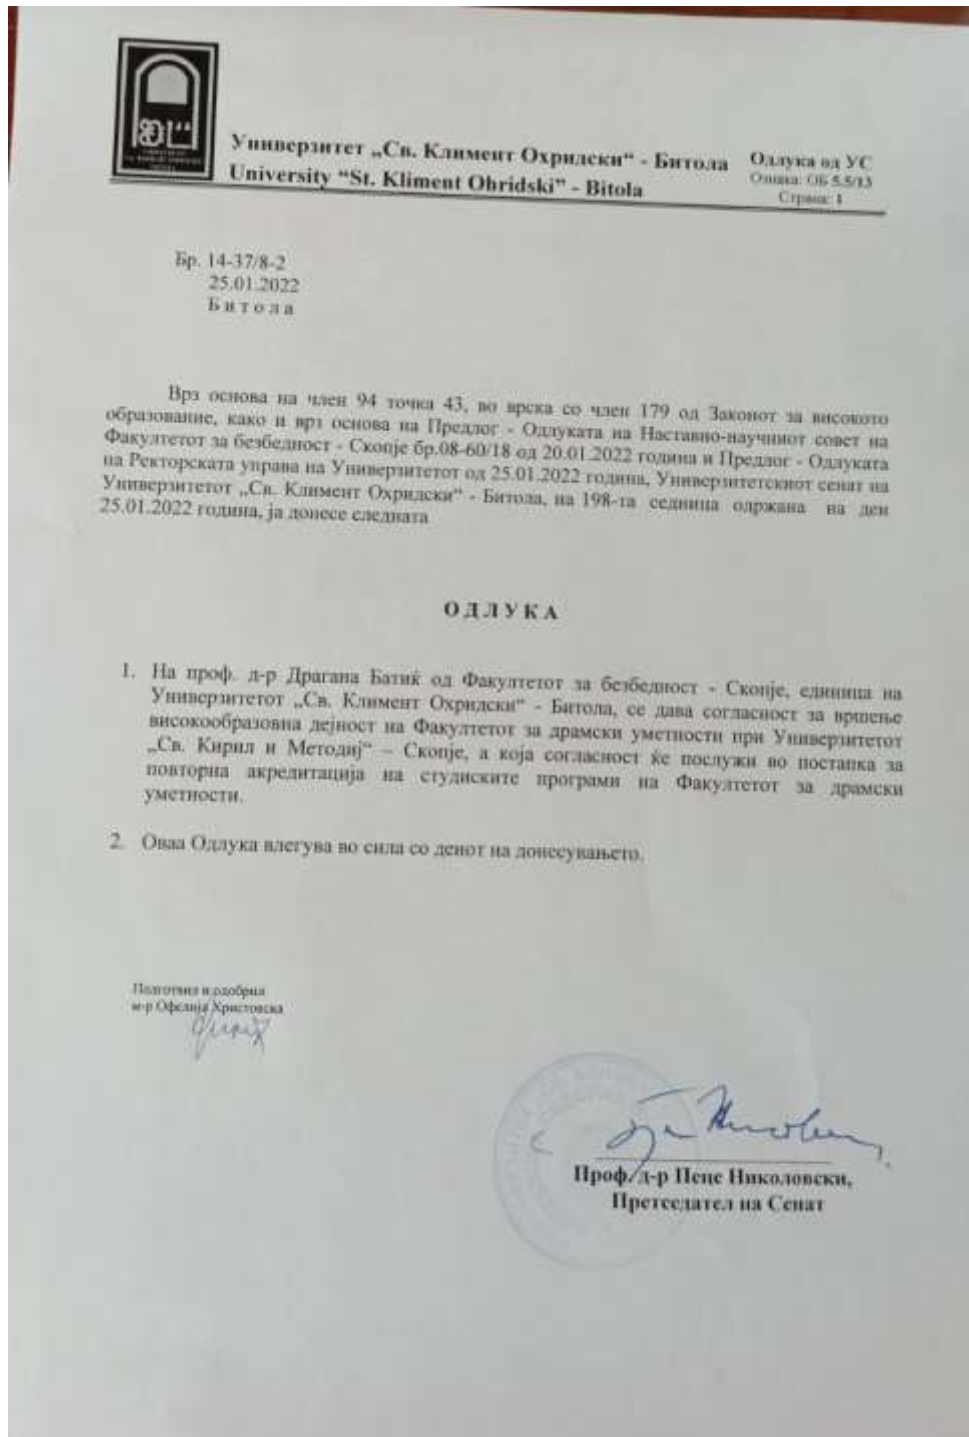 Универзитет „Св. Климент Охридски“ - Битола
University “St. Kliment Ohridski” - Bitola
Одлука од УС
Ознака: ОБ 5.5/13
Страна: 1
Бр. 14-37/8-2
25.01.2022
Битола
Врз основа на член 94 точка 43, во врска со член 179 од Законот за високото
образование, како и врз основа на Предлог - Одлуката на Наставно-научниот совет на
Факултетот за безбедност - Скопје бр.08-60/18 од 20.01.2022 година и Предлог - Одлуката
на Ректорската управа на Универзитетот од 25.01.2022 година, Универзитетскиот сенат на
Универзитетот „Св. Климент Охридски“ - Битола, на 198-та седница одржана на ден
25.01.2022 година, ја донесе следната
ОДЛУКА
1. На проф. д-р Драгана Батиќ од Факултетот за безбедност - Скопје, единица на
Универзитетот „Св. Климент Охридски“ - Битола, се дава согласност за вршење
високообразовна дејност на Факултетот за драмски уметности при Универзитетот
„Св. Кирил и Методиј“ – Скопје, а која согласност ќе послужи во постапка за
повторна акредитација на студиските програми на Факултетот за драмски
уметности.
2. Оваа Одлука влегува во сила со денот на донесувањето.
Подготвил и одобрил
м-р Офелија Христовска
Проф. д-р Пеце Николовски,
Претседател на Сенат